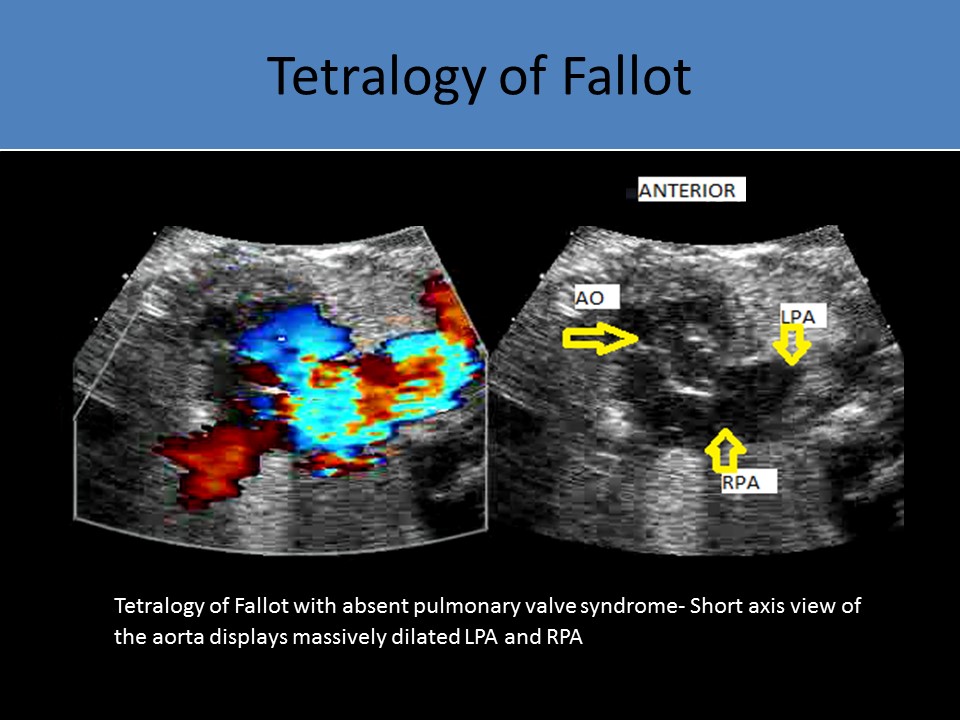 Tetralogy of Fallot
ANTERIOR
AO
LPA
RPA
Tetralogy of Fallot with absent pulmonary valve syndrome- Short axis view of
the aorta displays massively dilated LPA and RPA